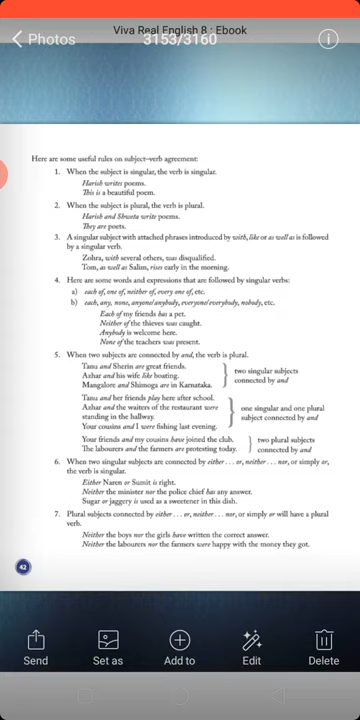 Viva Real English 8 : Ebook
Photos
3153/3160
Here are some useful rules on subject–verb agreement:
1. When the subject is singular, the verb is singular.
Harish writes poems.
This is a beautiful poem.
2. When the subject is plural, the verb is plural.
Harish and Shweta write poems.
They are poets.
3. A singular subject with attached phrases introduced by with, like or as well as is followed
by a singular verb.
Zohra, with several others, was disqualified.
Tom, as well as Salim, rises early in the morning.
4. Here are some words and expressions that are followed by singular verbs:
a) each of, one of, neither of, every one of, etc.
b) each, any, none, anyone/anybody, everyone/everybody, nobody, etc.
Each of my friends has a pet.
Neither of the thieves was caught.
Anybody is welcome here.
None of the teachers was present.
5. When two subjects are connected by and, the verb is plural.
Tanu and Sherin are great friends.
Azhar and his wife like boating.
Mangalore and Shimoga are in Karnataka.
two singular subjects
connected by and
Tanu and her friends play here after school.
Azhar and the waiters of the restaurant were
standing in the hallway.
Your cousins and I were fishing last evening.
one singular and one plural
subject connected by and
Your friends and my cousins have joined the club.
The labourers and the farmers are protesting today.
two plural subjects
connected by and
6. When two singular subjects are connected by either . . . or, neither . . . nor, or simply or,
the verb is singular.
Either Naren or Sumit is right.
Neither the minister nor the police chief has any answer.
Sugar or jaggery is used as a sweetener in this dish.
7. Plural subjects connected by either . . . or, neither . . . nor, or simply or will have a plural
verb.
Neither the boys nor the girls have written the correct answer.
Neither the labourers nor the farmers were happy with the money they got.
42
Send
Set as
Add to
Edit
Delete